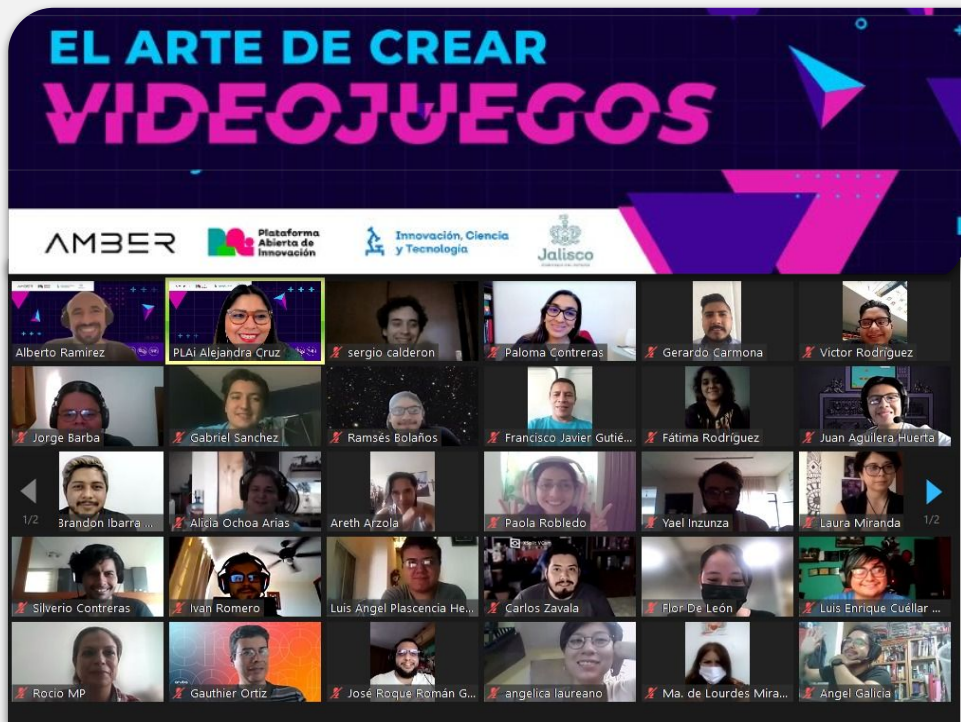 EL ARTE DE CREAR
VIDEOJUEGOS
AMBER
Plataforma
Abierta de
Innovación
Innovación, Ciencia
y Tecnología
Jalisco
Alberto Ramirez
PLAi Alejandra Cruz
sergio calderon
Paloma Contreras
Gerardo Carmona
Victor Rodriguez
Jorge Barba
Gabriel Sanchez
Ramsés Bolaños
Francisco Javier Gutié...
Fátima Rodríguez
Juan Aguilera Huerta
1/2
Brandon Ibarra ...
Alicia Ochoa Arias
Areth Arzola
Paola Robledo
Yael Inzunza
Laura Miranda
1/2
Silverio Contreras
Ivan Romero
Luis Angel Plascencia He...
Carlos Zavala
Flor De León
Luis Enrique Cuéllar ...
Rocio MP
Gauthier Ortiz
José Roque Román G...
angelica laureano
Ma. de Lourdes Mira...
Angel Galicia